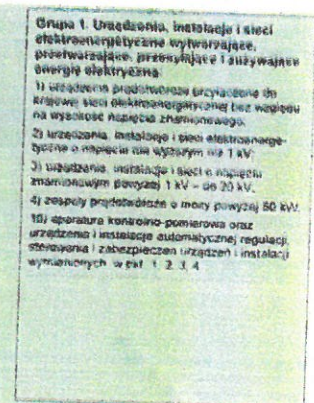 Grupa 1. Urządzenia, instalacje i sieci
elektroenergetyczne wytwarzające,
przetwarzające, przesyłające i zużywające
energię elektryczną:
1) urządzenia prądotwórcze przyłączone do
krajowej sieci elektroenergetycznej bez względu
na wysokość napięcia znamionowego;
2) urządzenia, instalacje i sieci elektroenerge-
tyczne o napięciu nie wyższym niż 1 kV;
3) urządzenia, instalacje i sieci o napięciu
znamionowym powyżej 1 kV – do 20 kV,
4) zespoły prądotwórcze o mocy powyżej 50 kW.
10) aparatura kontrolno-pomiarowa oraz
urządzenia i instalacje automatycznej regulacji,
sterowania i zabezpieczeń urządzeń i instalacji
wymienionych w pkt 1, 2, 3, 4